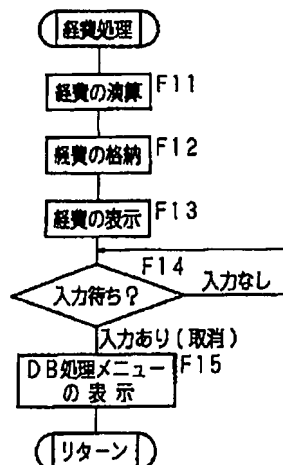 経費処理
経費の演算
F11
経費の格納
F12
経費の表示
F13
F14
入力待ち?
入力なし
入力あり(取消)
DB処理メニュー
の表示
F15
リターン